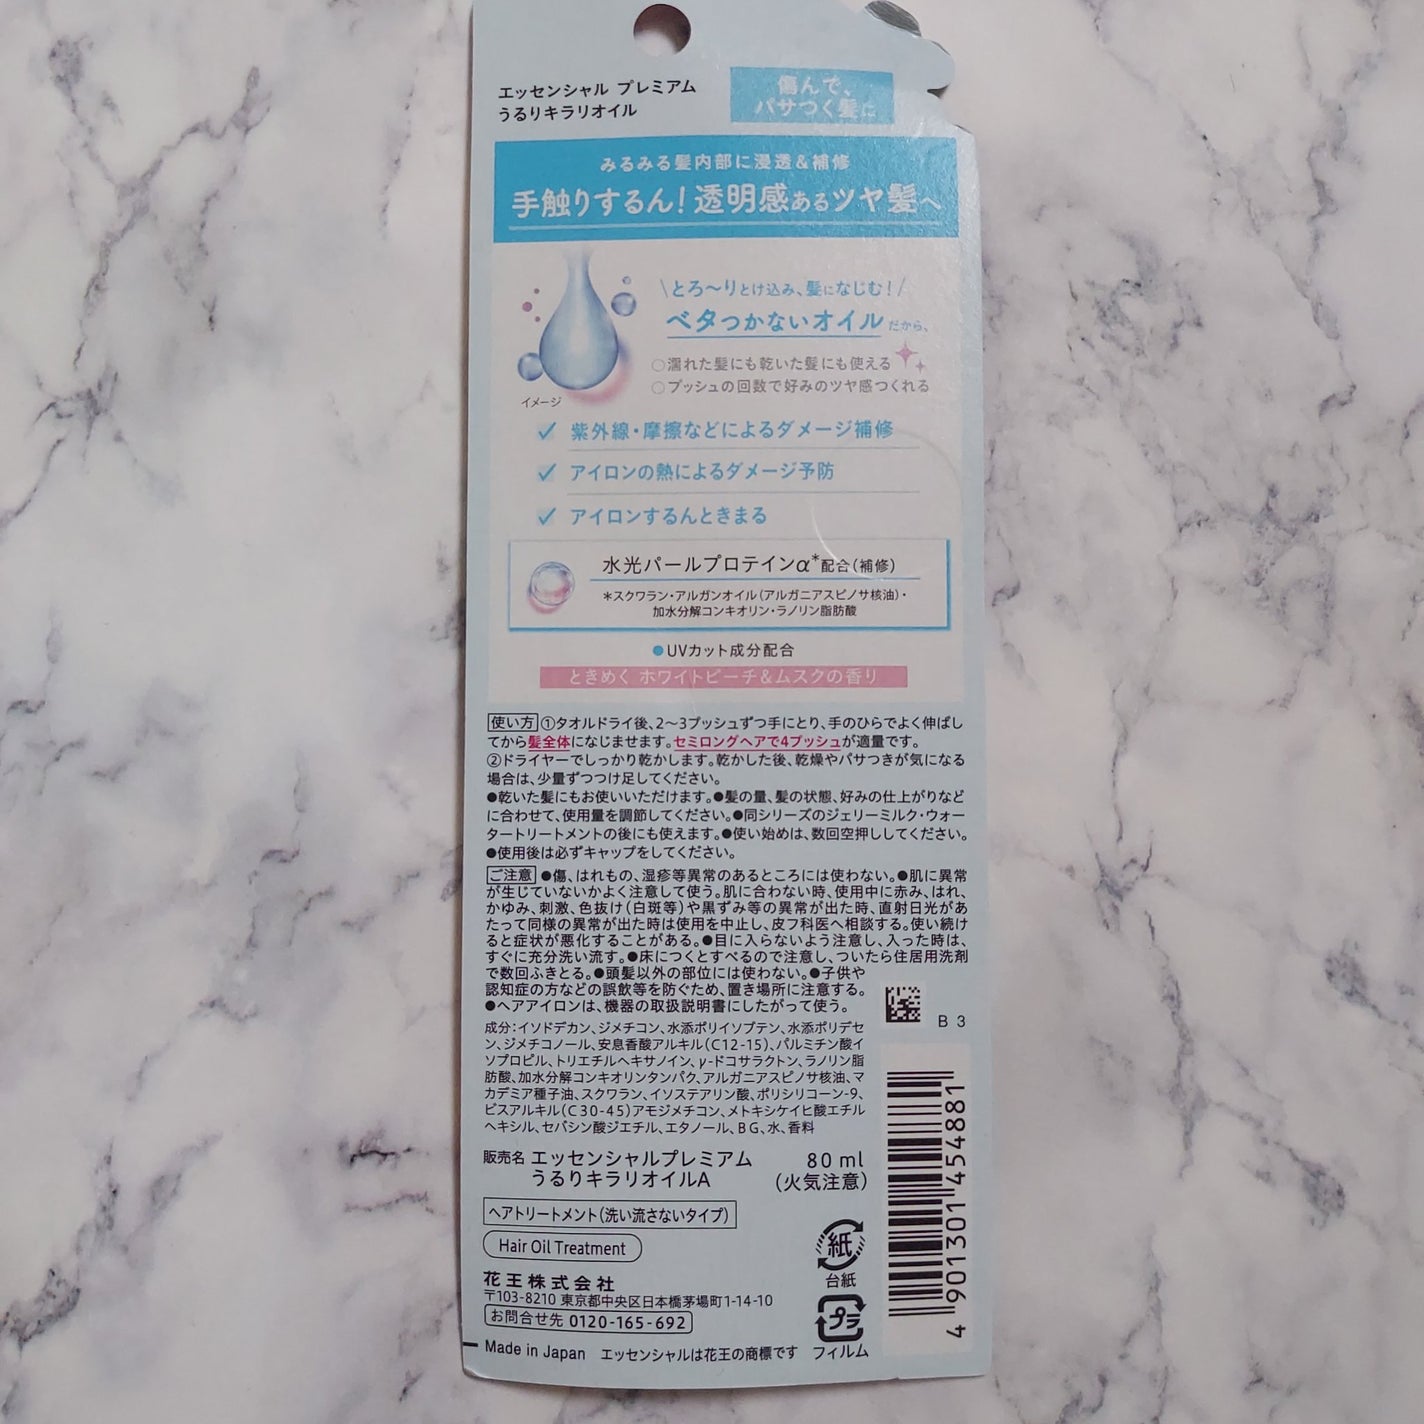 エッセンシャル プレミアム
うるりキラリオイル
傷んで、
パサつく髪に
みるみる髪内部に浸透&補修
手触りするん!透明感あるツヤ髪へ
\とろ〜りとけ込み、髪になじむ!/
ベタつかないオイルだから、
○濡れた髪にも乾いた髪にも使える
○プッシュの回数で好みのツヤ感つくれる
イメージ
✓ 紫外線・摩擦などによるダメージ補修
✓ アイロンの熱によるダメージ予防
✓ アイロンするんときまる
水光パールプロテインα*配合(補修)
*スクワラン・アルガンオイル(アルガニアスピノサ核油)・
加水分解コンキオリン・ラノリン脂肪酸
●UVカット成分配合
ときめく ホワイトピーチ&ムスクの香り
使い方 ①タオルドライ後、2〜3プッシュずつ手にとり、手のひらでよく伸ばし
てから髪全体になじませます。セミロングヘアで4プッシュが適量です。
②ドライヤーでしっかり乾かします。乾かした後、乾燥やパサつきが気になる
場合は、少量ずつつけ足してください。
●乾いた髪にもお使いいただけます。●髪の量、髪の状態、好みの仕上がりなど
に合わせて、使用量を調節してください。●同シリーズのジェリーミルク・ウォー
タートリートメントの後にも使えます。●使い始めは、数回空押ししてください。
●使用後は必ずキャップをしてください。
ご注意 ●傷、はれもの、湿疹等異常のあるところには使わない。●肌に異常
が生じていないかよく注意して使う。肌に合わない時、使用中に赤み、はれ、
かゆみ、刺激、色抜け(白斑等)や黒ずみ等の異常が出た時、直射日光があ
たって同様の異常が出た時は使用を中止し、皮フ科医へ相談する。使い続け
ると症状が悪化することがある。●目に入らないよう注意し、入った時は、
すぐに充分洗い流す。●床につくとすべるので注意し、ついたら住居用洗剤
で数回ふきとる。●頭髪以外の部位には使わない。●子供や
認知症の方などの誤飲等を防ぐため、置き場所に注意する。
●ヘアアイロンは、機器の取扱説明書にしたがって使う。
B 3
成分:イソドデカン、ジメチコン、水添ポリイソブテン、水添ポリデセ
ン、ジメチコノール、安息香酸アルキル(C12-15)、パルミチン酸イ
ソプロピル、トリエチルヘキサノイン、γ-ドコサラクトン、ラノリン脂
肪酸、加水分解コンキオリンタンパク、アルガニアスピノサ核油、マ
カデミア種子油、スクワラン、イソステアリン酸、ポリシリコーン-9、
ビスアルキル(C30-45)アモジメチコン、メトキシケイヒ酸エチル
ヘキシル、セバシン酸ジエチル、エタノール、BG、水、香料
販売名 エッセンシャルプレミアム
うるりキラリオイルA
80 ml
(火気注意)
ヘアトリートメント(洗い流さないタイプ)
Hair Oil Treatment
花王株式会社
〒103-8210 東京都中央区日本橋茅場町1-14-10
お問合せ先 0120-165-692
Made in Japan エッセンシャルは花王の商標です
紙
台紙
プラ
フィルム
4 901301 454881